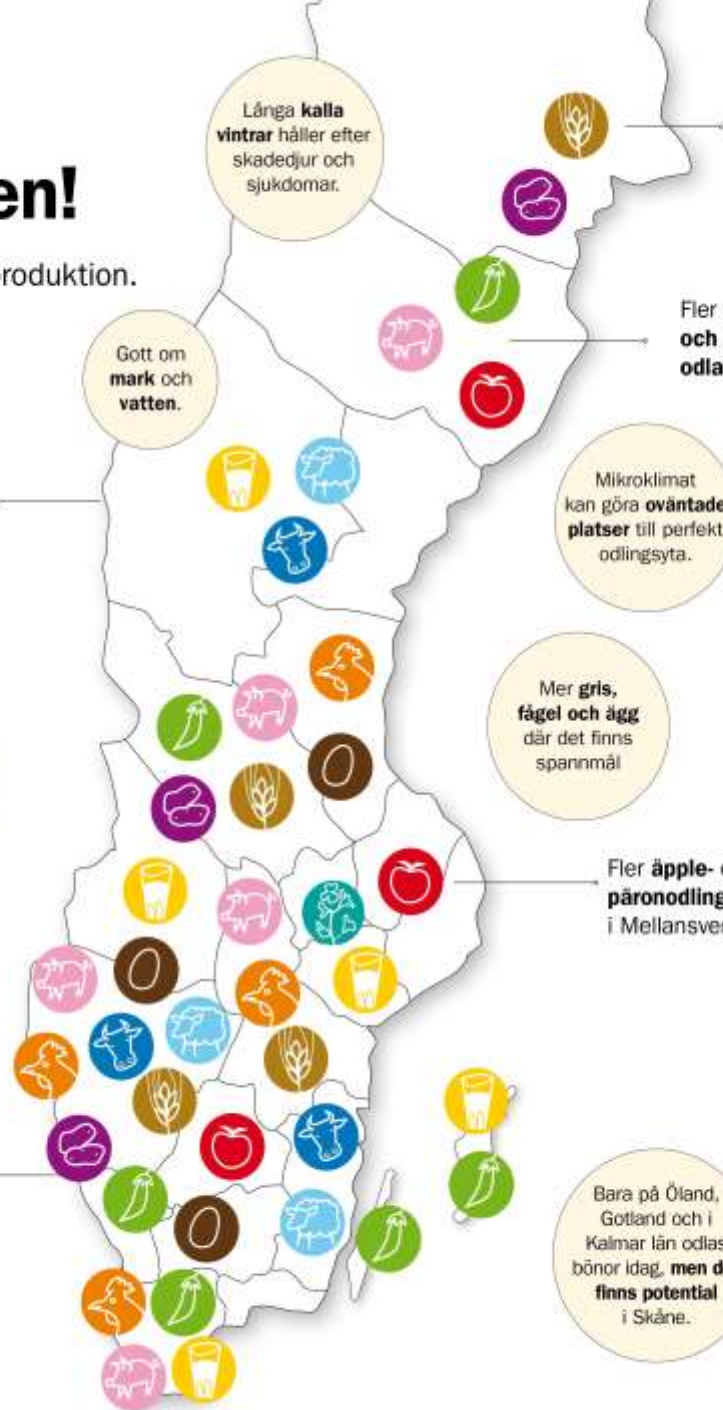 Långa kalla
vintrar håller efter
skadedjur och
sjukdomar.
en!
roduktion.
Gott om
mark och
vatten.
Fler
och
odla
Mikroklimat
kan göra oväntade
platser till perfekt
odlingsyta.
Mer gris,
fågel och ägg
där det finns
spannmål
Fler äpple-
päronodling
i Mellansver
Bara på Öland,
Gotland och i
Kalmar län odlas
bönor idag, men d
finns potential
i Skåne.